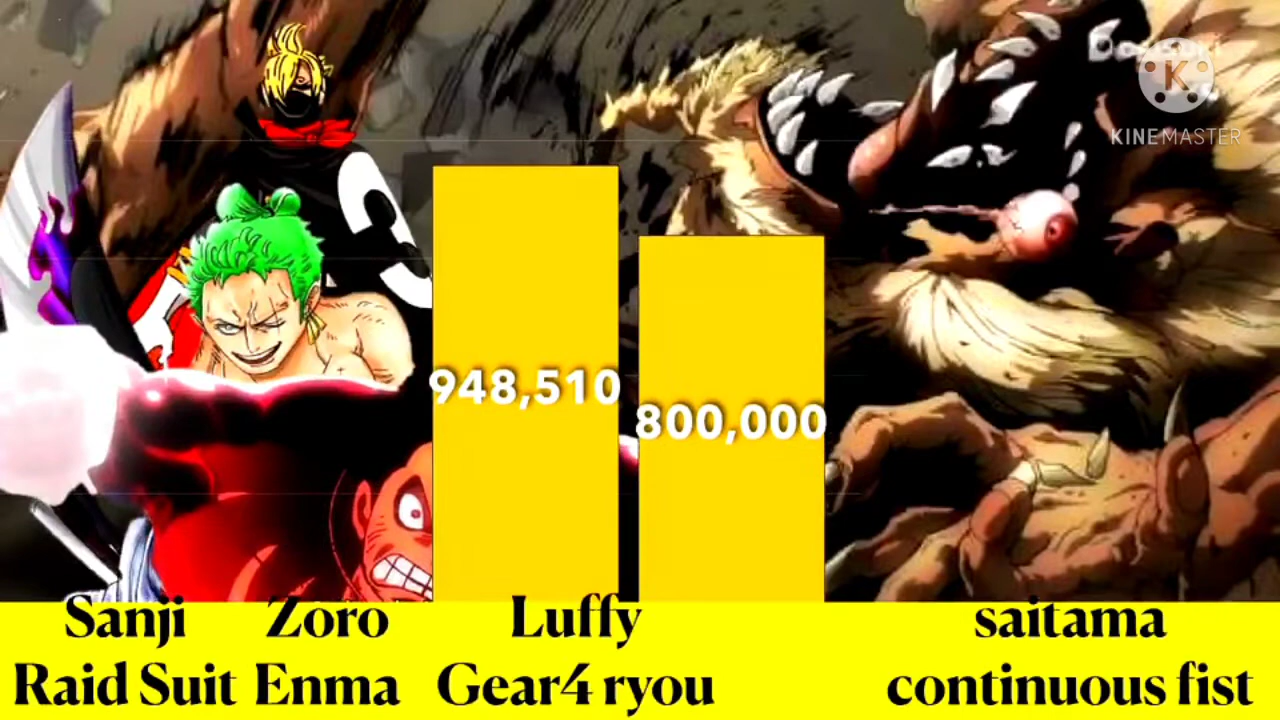 K
KINEMASTER
948,510
800,000
Sanji Zoro Luffy saitama
Raid Suit Enma Gear4 ryou continuous fist